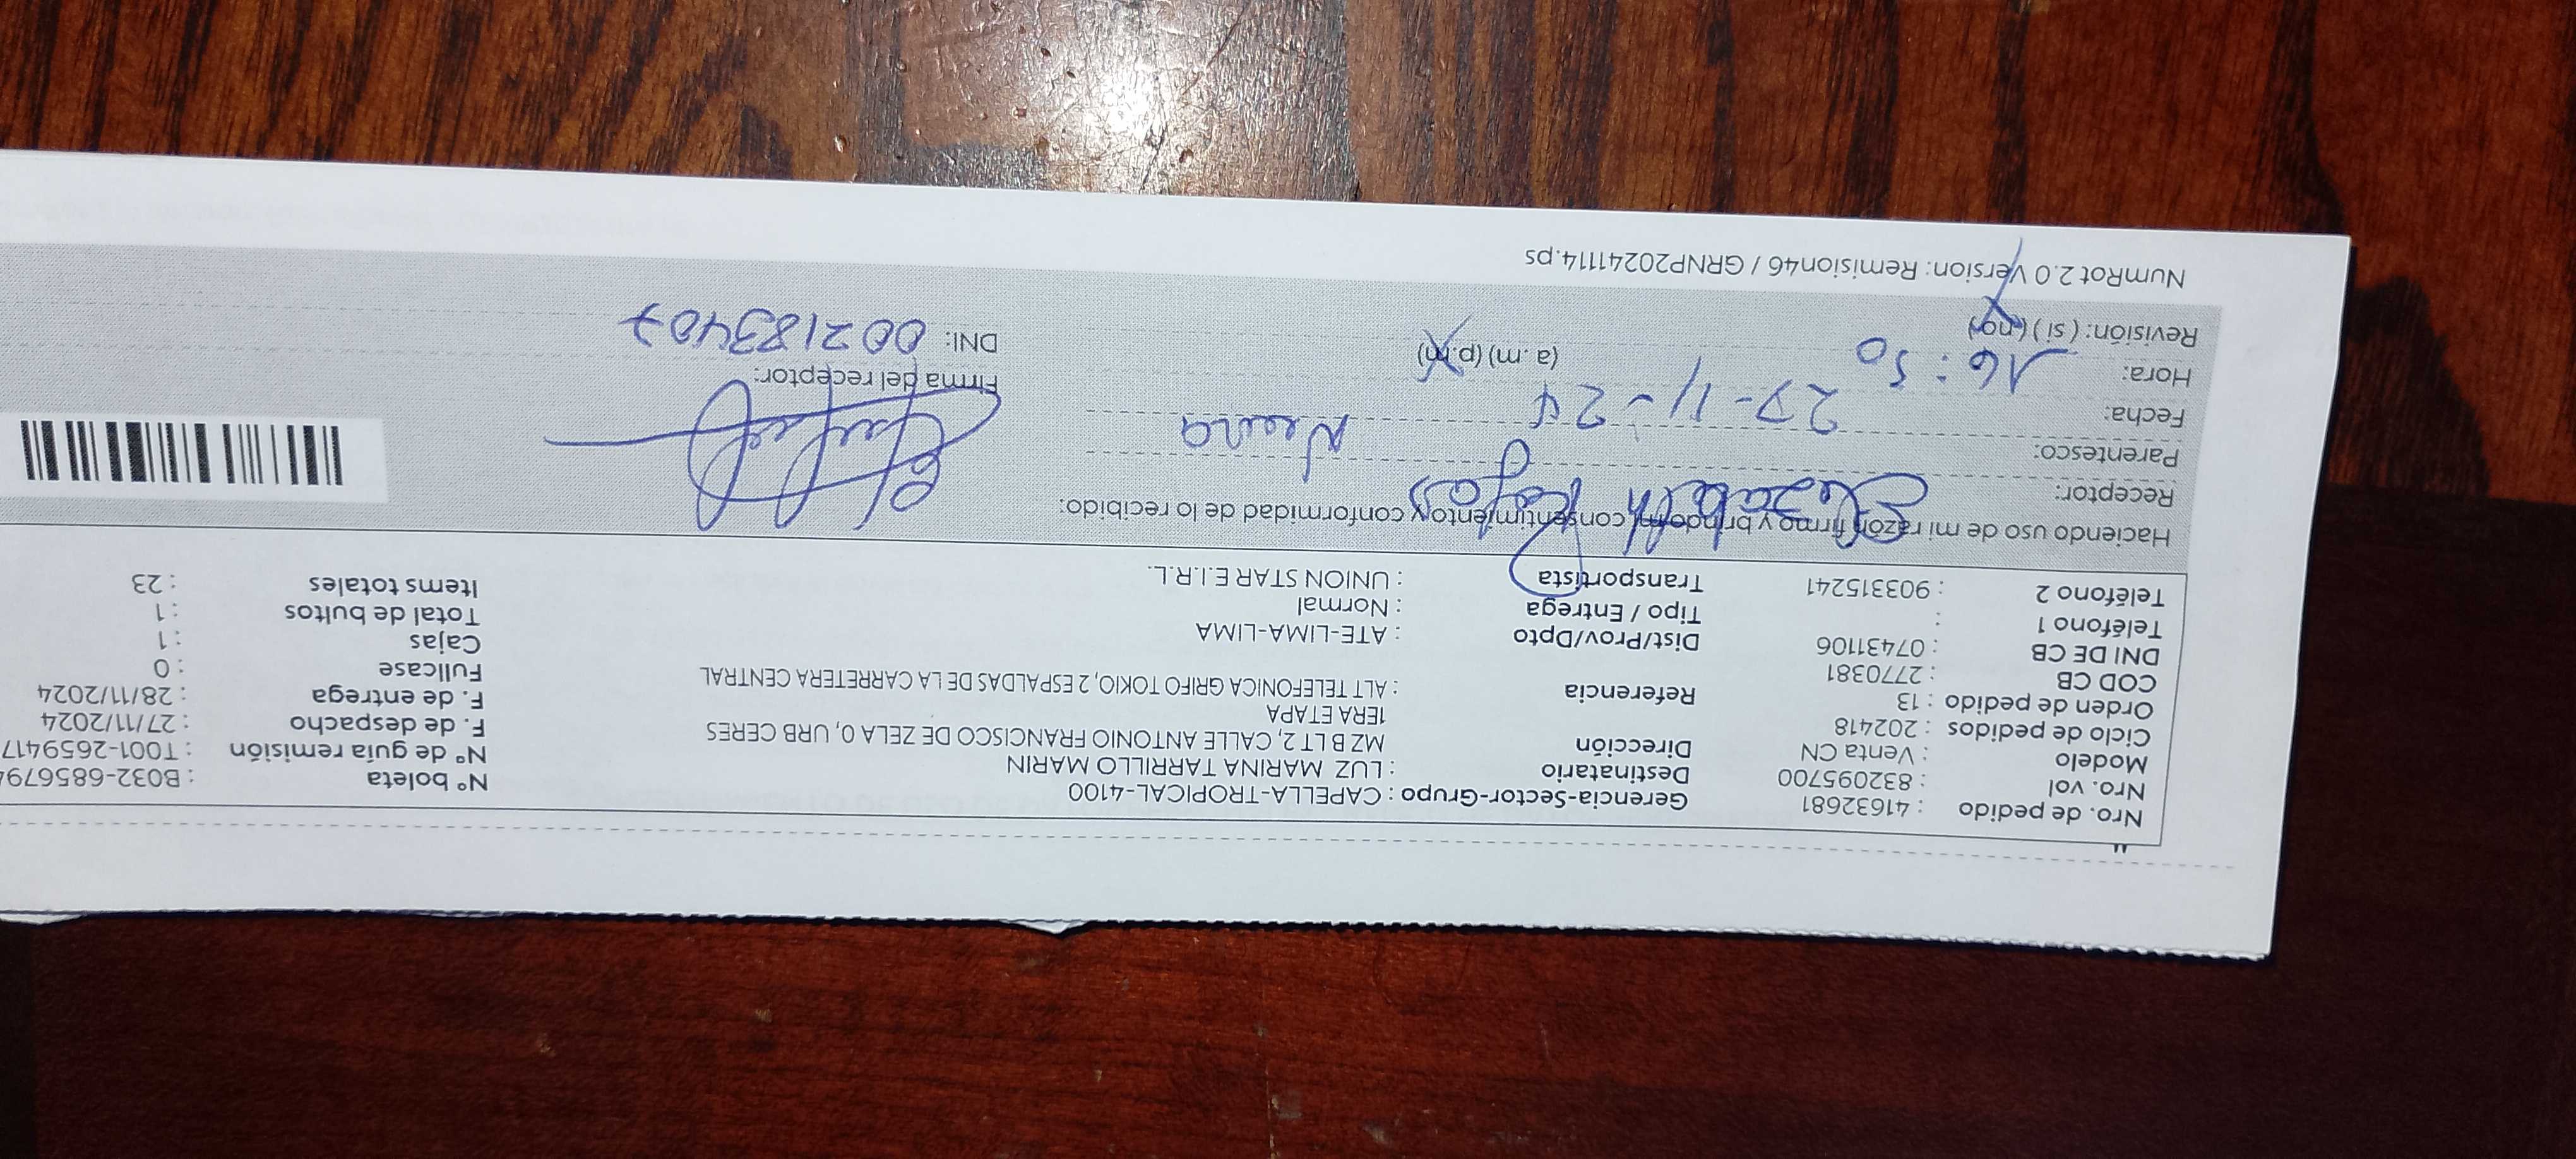 Nro. de pedido : 41632681 Gerencia-Sector-Grupo : CAPELLA-TROPICAL-4100 N° boleta : B032-685679
Nro. vol : 832095700 Destinatario : LUZ MARINA TARRILLO MARIN N° de guía remisión : T001-2659417
Modelo : Venta CN Dirección MZ B LT 2, CALLE ANTONIO FRANCISCO DE ZELA 0, URB CERES F. de despacho : 27/11/2024
Ciclo de pedidos : 202418 1ERA ETAPA F. de entrega : 28/11/2024
Orden de pedido : 13 Referencia : ALT TELEFONICA GRIFO TOKIO, 2 ESPALDAS DE LA CARRETERA CENTRAL Fullcase : 0
COD CB : 2770381 Cajas : 1
DNI DE CB : 07431106 Dist/Prov/Dpto : ATE-LIMA-LIMA Total de bultos : 1
Teléfono 1 : Tipo / Entrega : Normal Items totales : 23
Teléfono 2 : 903315241 Transportista : UNION STAR E.I.R.L.
Haciendo uso de mi razón firmo y brindo mi consentimiento y conformidad de lo recibido:
Receptor: Elizabeth Rojas
Parentesco: Nuera
Fecha: 27-11-24 Firma del receptor:
Hora: 16:50 (a.m) (p.m) DNI: 002183407
Revisión: (si) (no)
NumRot 2.0 Version: Remision46 / GRNP20241114.ps